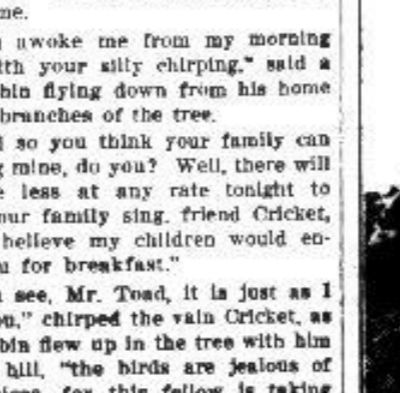 me.
awoke me from my morning
ith your silly chirping," said a
bin flying down from his home
branches of the tree.
so you think your family can
g mine, do you? Well, there will
e less at any rate tonight to
our family sing, friend Cricket,
believe my children would en-
u for breakfast."
see, Mr. Toad, it is just as I
ou," chirped the vain Cricket, as
bin flew up in the tree with him
hill, "the birds are jealous of
for this fellow is taking